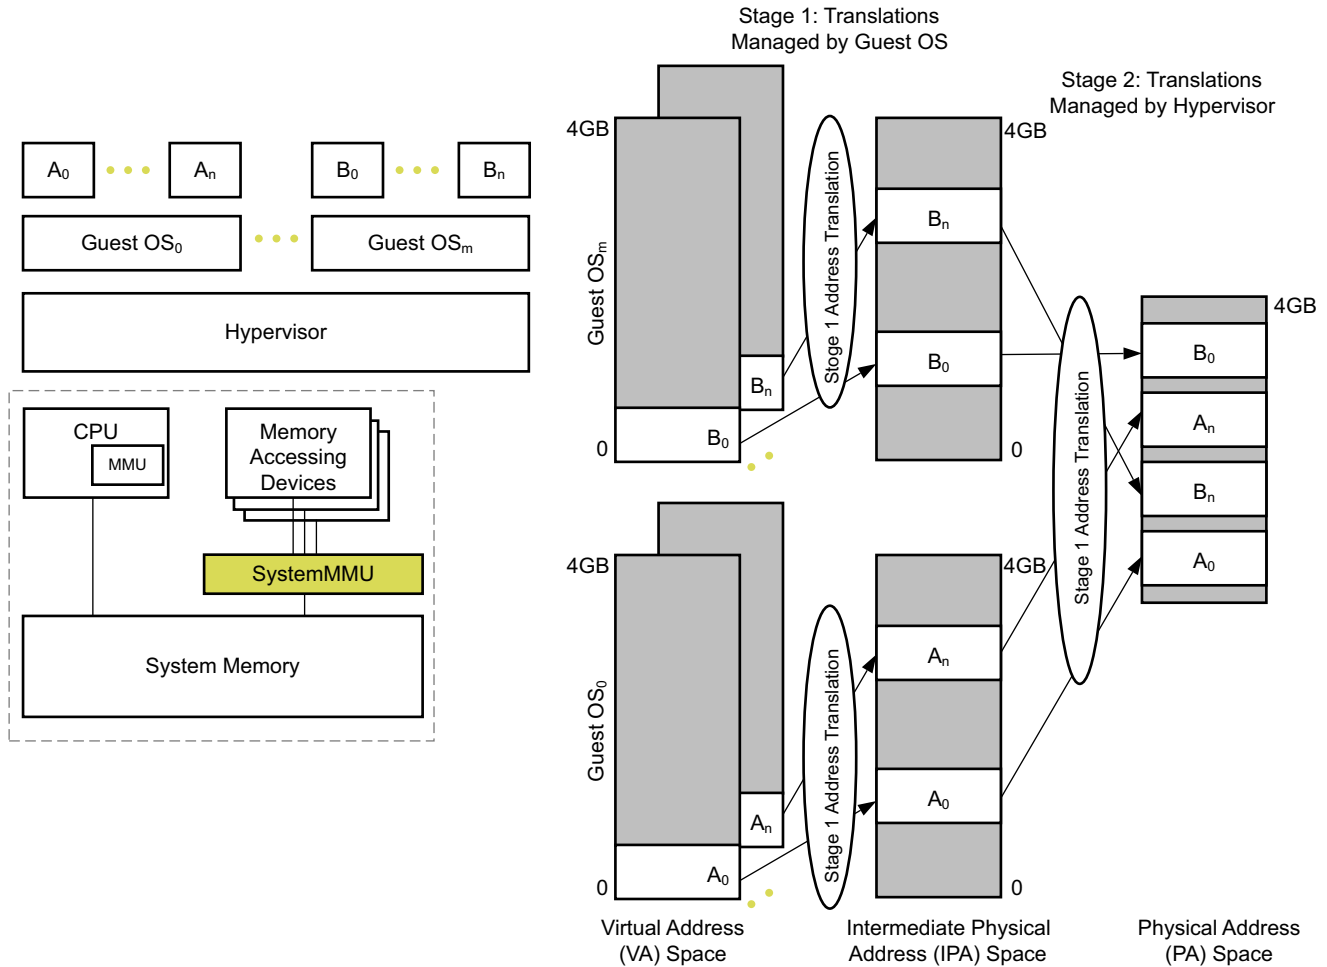 Stage 1: Translations
Managed by Guest OS
Stage 2: Translations
Managed by Hypervisor
A0
An
B0
Bn
Guest OS0
Guest OSm
Hypervisor
CPU
MMU
Memory
Accessing
Devices
SystemMMU
System Memory
4GB
Guest OSm
0
Bn
B0
Stoge 1 Address Translation
4GB
Bn
B0
0
4GB
Guest OS0
0
An
A0
Stage 1 Address Translation
4GB
An
A0
0
Stage 1 Address Translation
4GB
B0
An
Bn
A0
Virtual Address
(VA) Space
Intermediate Physical
Address (IPA) Space
Physical Address
(PA) Space